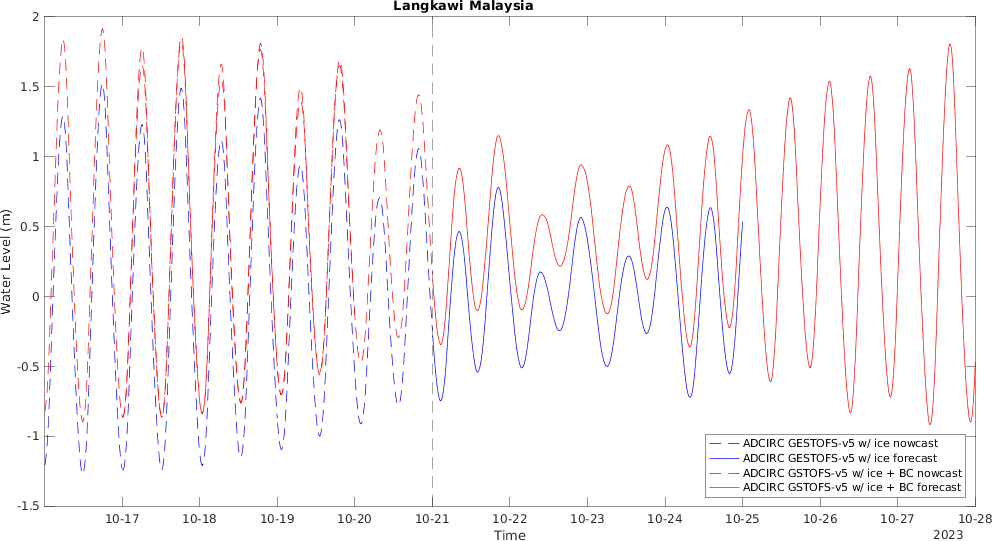 Langkawi Malaysia
2
1.5
1
0.5
0
-0.5
-1
-1.5
Water Level (m)
10-17 10-18 10-19 10-20 10-21 10-22 10-23 10-24 10-25 10-26 10-27 10-28
Time
2023
ADCIRC GESTOFS-v5 w/ ice nowcast
ADCIRC GESTOFS-v5 w/ ice forecast
ADCIRC GSTOFS-v5 w/ ice + BC nowcast
ADCIRC GSTOFS-v5 w/ ice + BC forecast